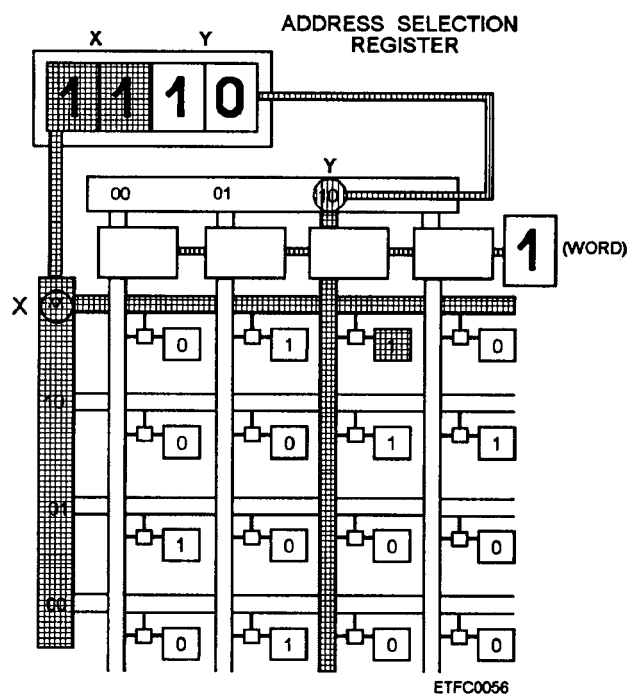 ADDRESS SELECTION
REGISTER
X Y
1 1 1 0
Y
00 01 10
1 (WORD)
X
0 1 1 0
10
0 0 1 1
01
1 0 0 0
00
0 1 0 0
ETFC0056